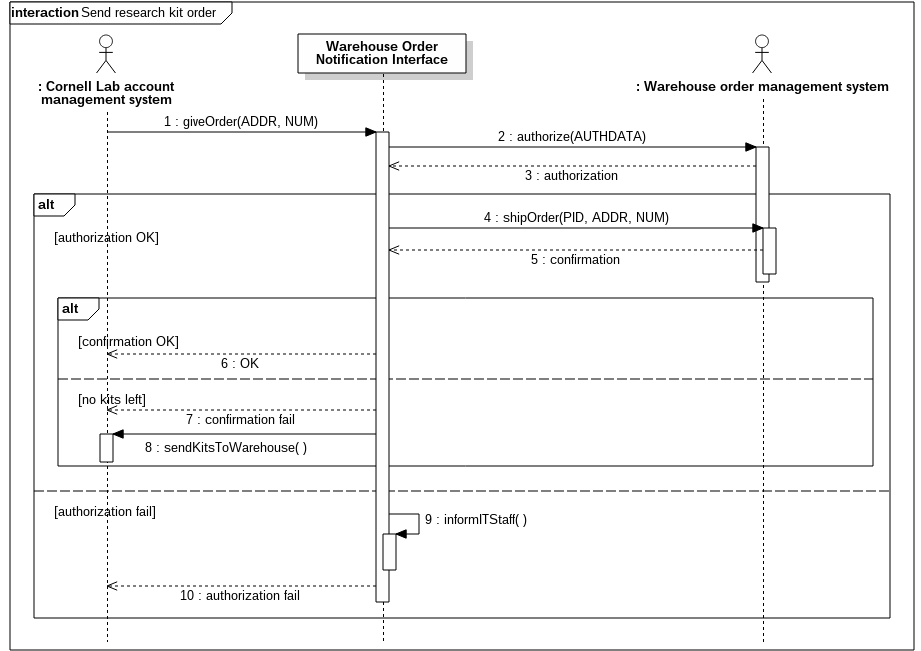 interaction Send research kit order
Warehouse Order
Notification Interface
: Cornell Lab account
management system
: Warehouse order management system
1 : giveOrder(ADDR, NUM)
2 : authorize(AUTHDATA)
3 : authorization
alt
4 : shipOrder(PID, ADDR, NUM)
[authorization OK]
5 : confirmation
alt
[confirmation OK]
6 : OK
[no kits left]
7 : confirmation fail
8 : sendKitsToWarehouse( )
[authorization fail]
9 : informITStaff( )
10 : authorization fail